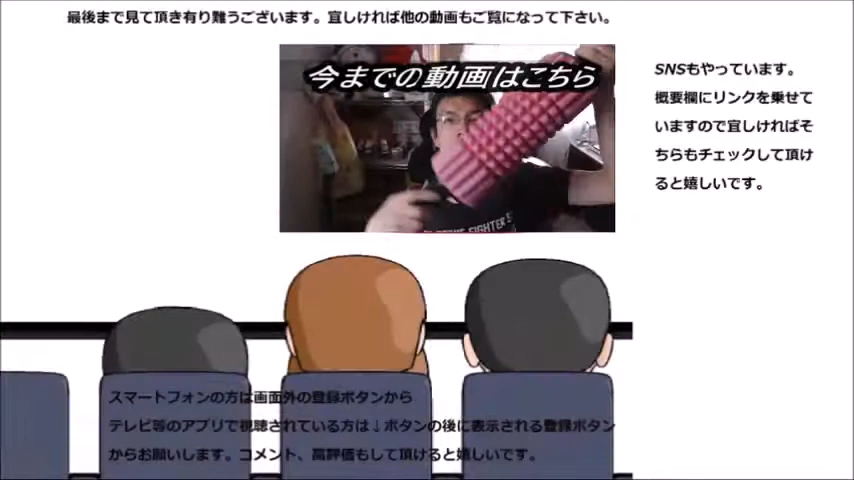 最後まで見て頂き有り難うございます。宜しければ他の動画もご覧になって下さい。
今までの動画はこちら
FIGHTER
SNSもやっています。
概要欄にリンクを乗せて
いますので宜しければそ
ちらもチェックして頂け
ると嬉しいです。
スマートフォンの方は画面外の登録ボタンから
テレビ等のアプリで視聴されている方は↓ボタンの後に表示される登録ボタン
からお願いします。コメント、高評価もして頂けると嬉しいです。